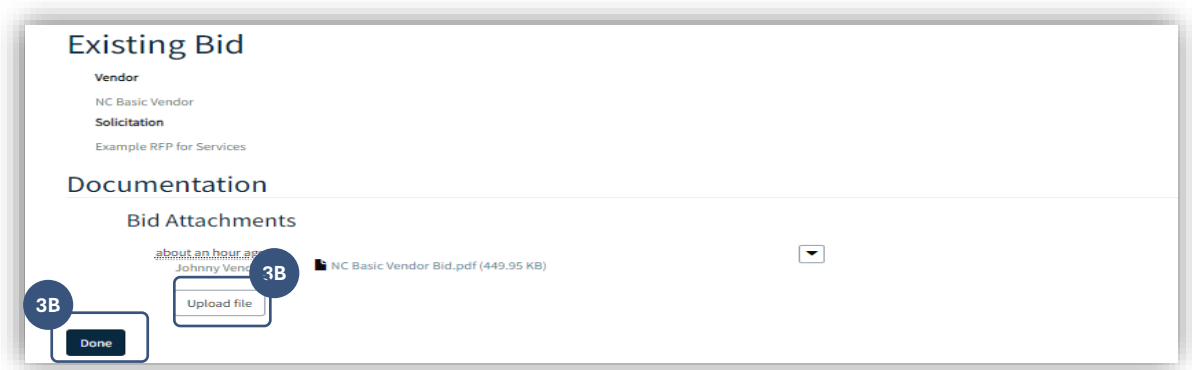 Existing Bid
Vendor
NC Basic Vendor
Solicitation
Example RFP for Services
Documentation
Bid Attachments
about an hour
Johnny
3B
NC Basic Vendor Bid.pdf (449.95 KB)
Upload file
3B
Done